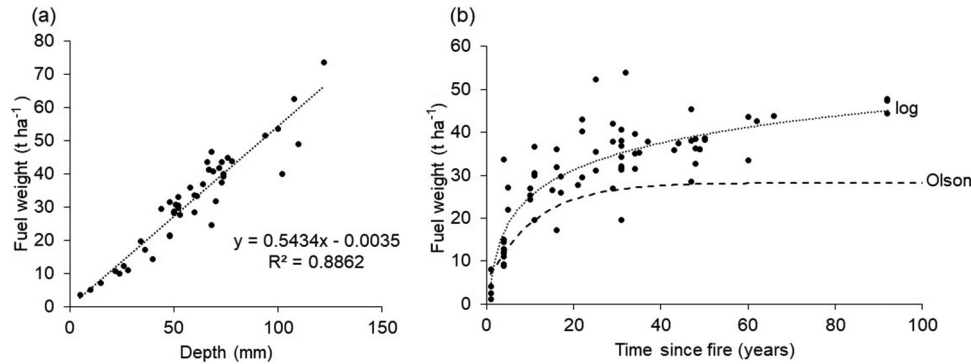 (a)
Fuel weight (t ha⁻¹)
80
70
60
50
40
30
20
10
0
y = 0.5434x - 0.0035
R² = 0.8862
0 50 100 150
Depth (mm)
(b)
Fuel weight (t ha⁻¹)
60
50
40
30
20
10
0
log
Olson
0 20 40 60 80 100
Time since fire (years)